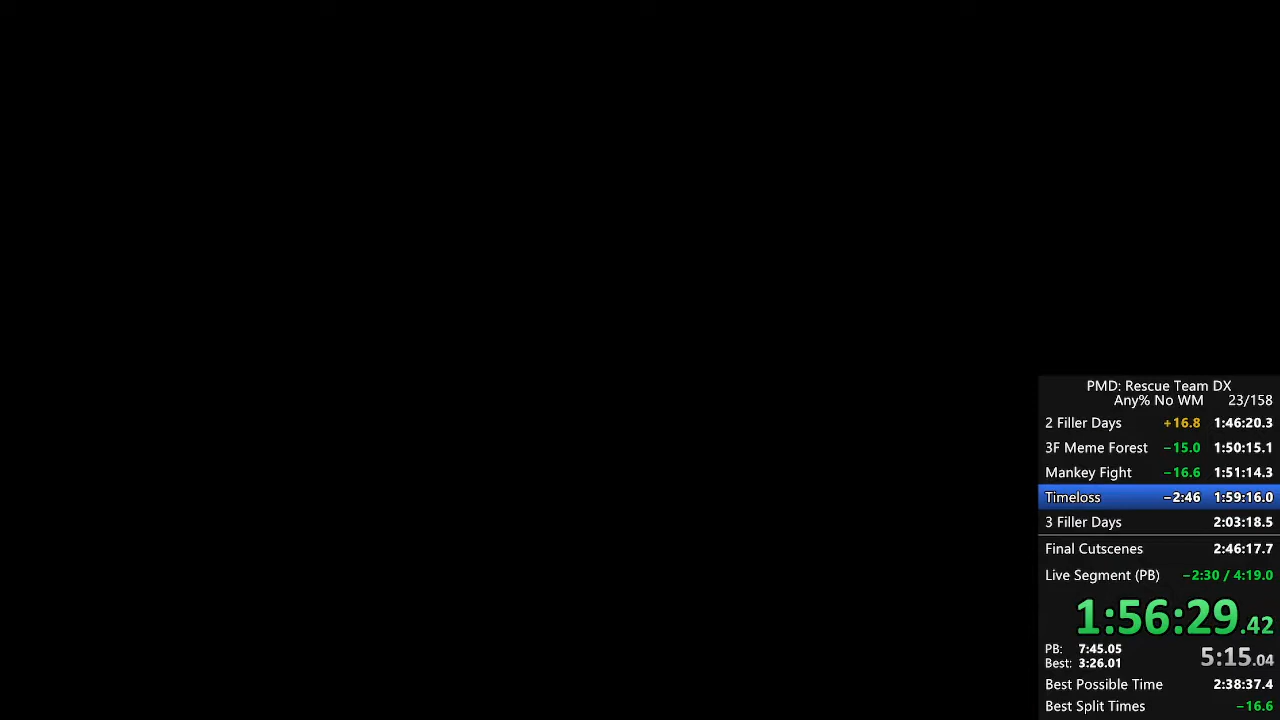 PMD: Rescue Team DX
Any% No WM 23/158
2 Filler Days +16.8 1:46:20.3
3F Meme Forest −15.0 1:50:15.1
Mankey Fight −16.6 1:51:14.3
Timeloss −2:46 1:59:16.0
3 Filler Days 2:03:18.5
Final Cutscenes 2:46:17.7
Live Segment (PB) −2:30 / 4:19.0
1:56:29.42
PB: 7:45.05
Best: 3:26.01 5:15.04
Best Possible Time 2:38:37.4
Best Split Times −16.6